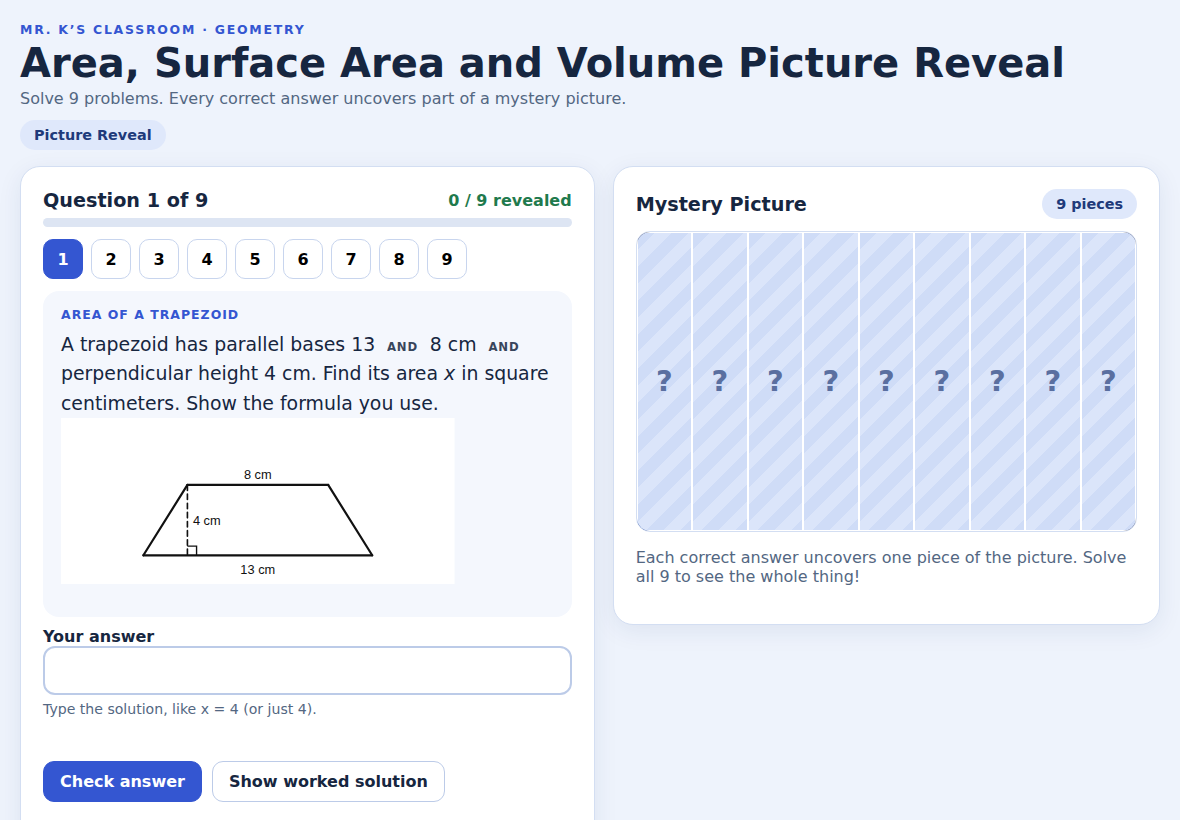 MR. K’S CLASSROOM · GEOMETRY
Area, Surface Area and Volume Picture Reveal
Solve 9 problems. Every correct answer uncovers part of a mystery picture.
Picture Reveal
Question 1 of 9
0 / 9 revealed
1 2 3 4 5 6 7 8 9
AREA OF A TRAPEZOID
A trapezoid has parallel bases 13 AND 8 cm AND
perpendicular height 4 cm. Find its area x in square
centimeters. Show the formula you use.
8 cm
4 cm
13 cm
Your answer
Type the solution, like x = 4 (or just 4).
Check answer
Show worked solution
Mystery Picture
9 pieces
? ? ? ? ? ? ? ? ?
Each correct answer uncovers one piece of the picture. Solve
all 9 to see the whole thing!